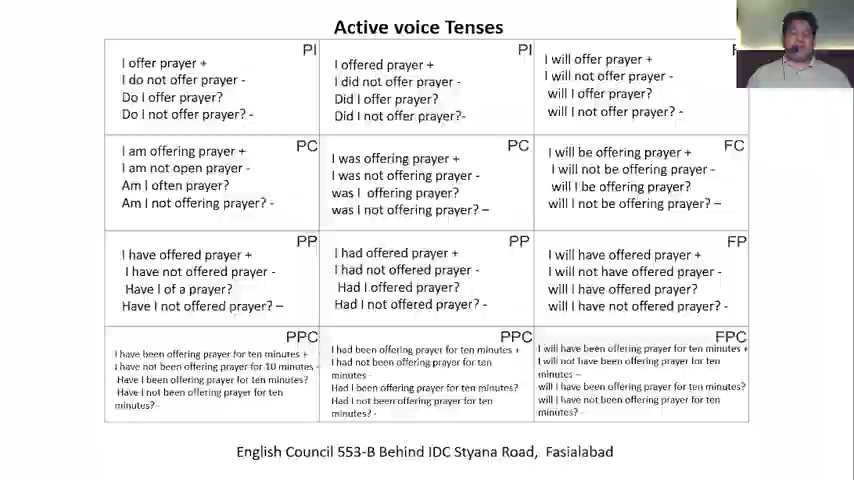 Active voice Tenses
PI
I offer prayer +
I do not offer prayer -
Do I offer prayer?
Do I not offer prayer? -
PI
I offered prayer +
I did not offer prayer -
Did I offer prayer?
Did I not offer prayer?-
F
I will offer prayer +
I will not offer prayer -
will I offer prayer?
will I not offer prayer? -
PC
I am offering prayer +
I am not open prayer -
Am I often prayer?
Am I not offering prayer? -
PC
I was offering prayer +
I was not offering prayer -
was I offering prayer?
was I not offering prayer? –
FC
I will be offering prayer +
I will not be offering prayer -
will I be offering prayer?
will I not be offering prayer? –
PP
I have offered prayer +
I have not offered prayer -
Have I of a prayer?
Have I not offered prayer? –
PP
I had offered prayer +
I had not offered prayer -
Had I offered prayer?
Had I not offered prayer? -
FP
I will have offered prayer +
I will not have offered prayer -
will I have offered prayer?
will I have not offered prayer? -
PPC
I have been offering prayer for ten minutes +
I have not been offering prayer for 10 minutes -
Have I been offering prayer for ten minutes?
Have I not been offering prayer for ten
minutes? -
PPC
I had been offering prayer for ten minutes +
I had not been offering prayer for ten
minutes -
Had I been offering prayer for ten minutes?
Had I not been offering prayer for ten
minutes? -
FPC
I will have been offering prayer for ten minutes +
I will not have been offering prayer for ten
minutes –
will I have been offering prayer for ten minutes?
will I have not been offering prayer for ten
minutes? -
English Council 553-B Behind IDC Styana Road, Fasialabad